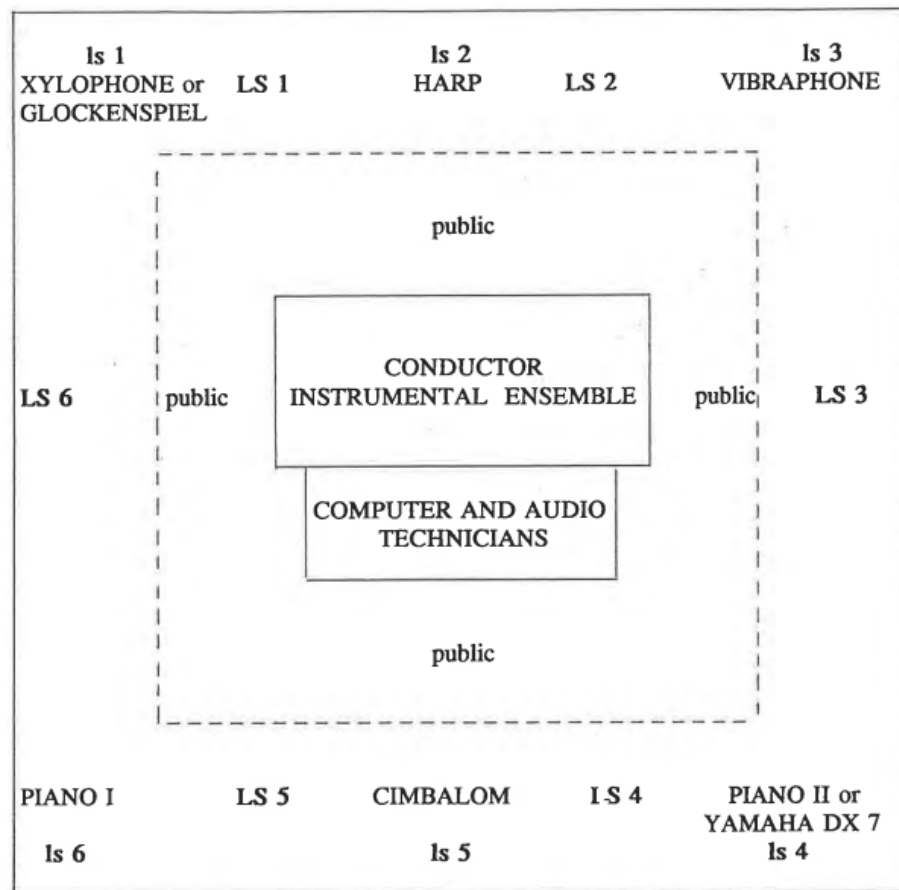 ls 1
XYLOPHONE or
GLOCKENSPIEL
LS 1
ls 2
HARP
LS 2
ls 3
VIBRAPHONE
public
CONDUCTOR
INSTRUMENTAL ENSEMBLE
LS 6
public
public
LS 3
COMPUTER AND AUDIO
TECHNICIANS
public
PIANO I
ls 6
LS 5
CIMBALOM
ls 5
I-S 4
PIANO II or
YAMAHA DX 7
ls 4